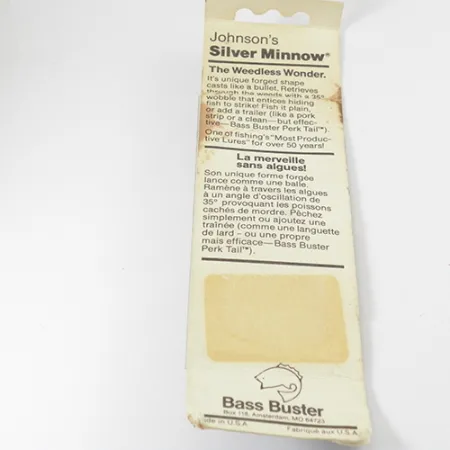 Johnson's
Silver Minnow®
The Weedless Wonder.
It's unique forged shape
casts like a bullet. Retrieves
through the weeds with a 35°
wobble that entices hiding
fish to strike! Fish it plain,
or add a trailer (like a pork
strip or a clean—but effec-
tive—Bass Buster Perk Tail™).
One of fishing's "Most Produc-
tive Lures" for over 50 years!
La merveille
sans algues!
Son unique forme forgée
lance comme une balle.
Ramène à travers les algues
à un angle d'oscillation de
35° provoquant les poissons
cachés de mordre. Pêchez
simplement ou ajoutez une
traînée (comme une languette
de lard - ou une propre
mais efficace—Bass Buster
Perk Tail™).
Bass Buster
Box 118, Amsterdam, MO 64723
Made in U.S.A.
Fabriqué aux U.S.A.